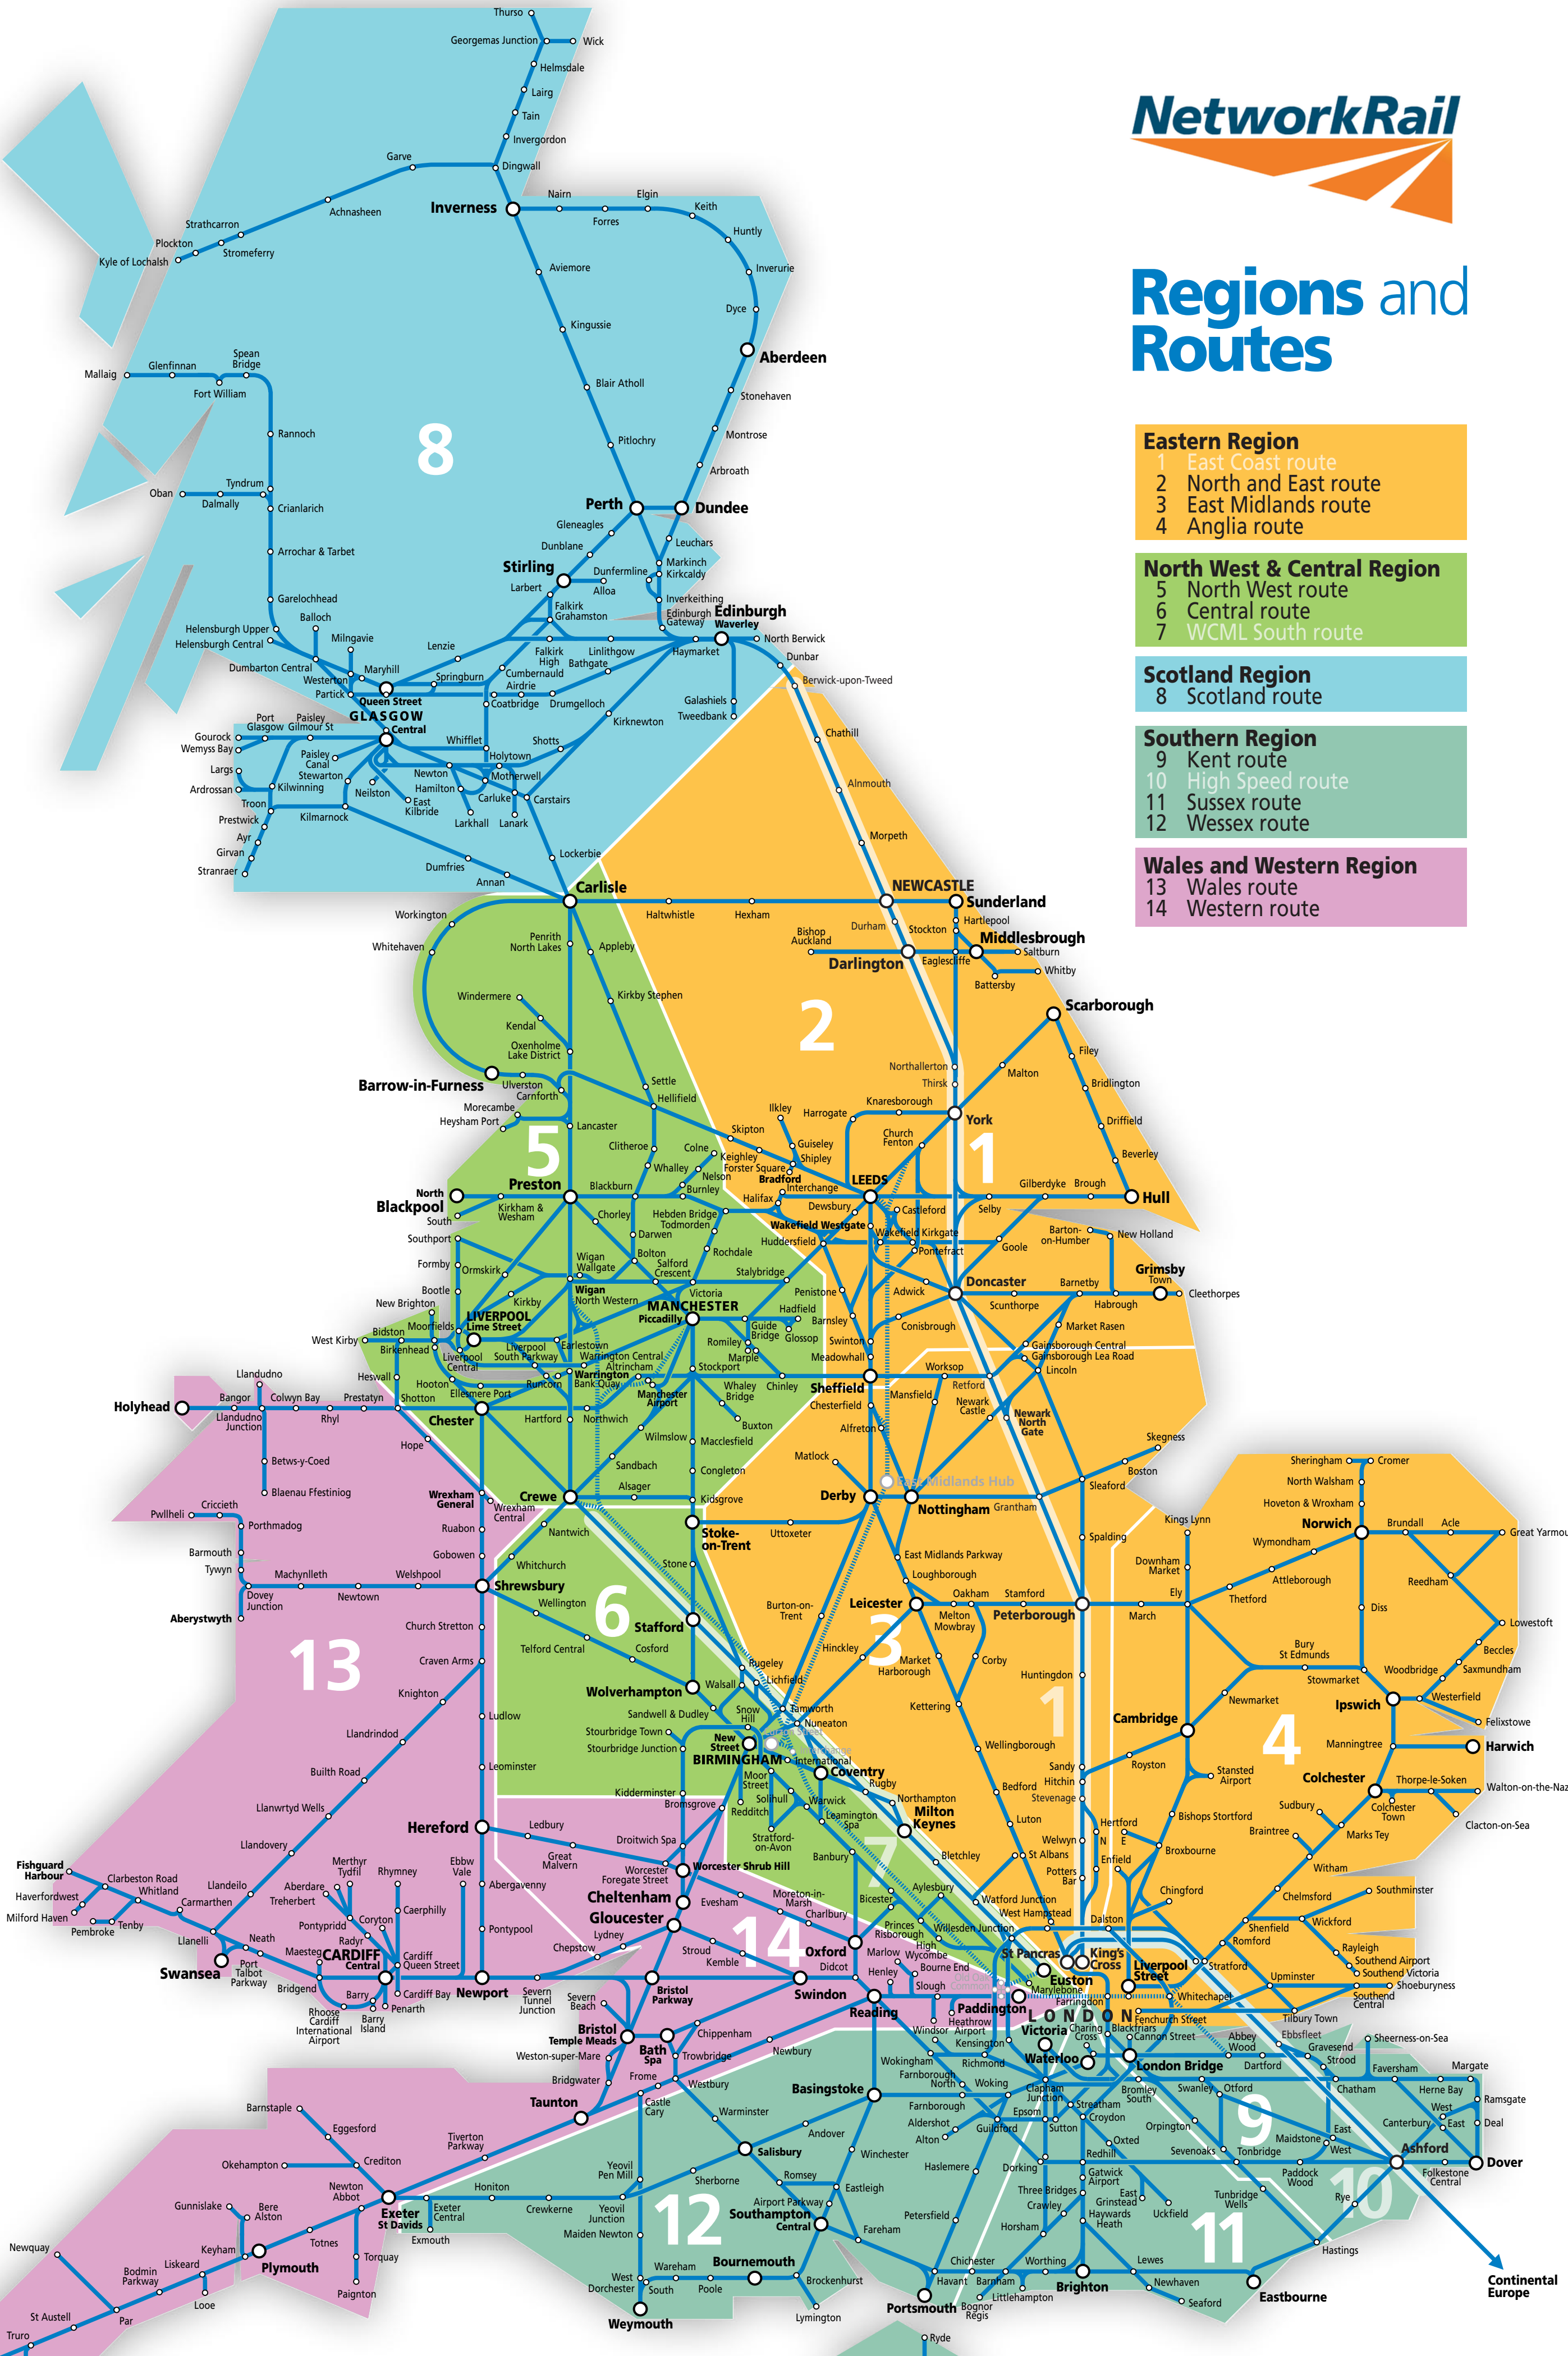 NetworkRail
Regions and
Routes
Eastern Region
1 East Coast route
2 North and East route
3 East Midlands route
4 Anglia route
North West & Central Region
5 North West route
6 Central route
7 WCML South route
Scotland Region
8 Scotland route
Southern Region
9 Kent route
10 High Speed route
11 Sussex route
12 Wessex route
Wales and Western Region
13 Wales route
14 Western route
Thurso
Georgemas Junction
Wick
Helmsdale
Lairg
Tain
Invergordon
Dingwall
Garve
Achnasheen
Strathcarron
Stromeferry
Plockton
Kyle of Lochalsh
Inverness
Nairn
Forres
Elgin
Keith
Huntly
Inverurie
Dyce
Aberdeen
Stonehaven
Montrose
Arbroath
Aviemore
Kingussie
Blair Atholl
Pitlochry
Perth
Dundee
Mallaig
Glenfinnan
Spean
Bridge
Fort William
Rannoch
8
Oban
Dalmally
Tyndrum
Crianlarich
Arrochar & Tarbet
Garelochhead
Gleneagles
Dunblane
Stirling
Larbert
Dunfermline
Alloa
Leuchars
Markinch
Kirkcaldy
Inverkeithing
Edinburgh
Gateway
Edinburgh
Waverley
Haymarket
North Berwick
Dunbar
Berwick-upon-Tweed
Falkirk
Grahamston
Falkirk
High
Linlithgow
Bathgate
Lenzie
Cumbernauld
Airdrie
Drumgelloch
Coatbridge
Springburn
Balloch
Milngavie
Helensburgh Upper
Helensburgh Central
Dumbarton Central
Westerton
Maryhill
Partick
Queen Street
GLASGOW
Central
Galashiels
Tweedbank
Kirknewton
Shotts
Whifflet
Holytown
Motherwell
Newton
Hamilton
Carluke
Carstairs
Larkhall
Lanark
East
Kilbride
Neilston
Port
Glasgow
Paisley
Gilmour St
Paisley
Canal
Stewarton
Gourock
Wemyss Bay
Largs
Ardrossan
Kilwinning
Troon
Prestwick
Ayr
Girvan
Stranraer
Kilmarnock
Dumfries
Annan
Lockerbie
Carlisle
Chathill
Alnmouth
Morpeth
NEWCASTLE
Sunderland
Haltwhistle
Hexham
Durham
Hartlepool
Stockton
Middlesbrough
Saltburn
Eaglescliffe
Whitby
Battersby
Bishop
Auckland
Darlington
2
Scarborough
Filey
Bridlington
Driffield
Beverley
Hull
Northallerton
Thirsk
Malton
York
1
Workington
Whitehaven
Penrith
North Lakes
Appleby
Kirkby Stephen
Windermere
Kendal
Oxenholme
Lake District
Barrow-in-Furness
Ulverston
Carnforth
Morecambe
Heysham Port
Lancaster
5
Settle
Hellifield
Clitheroe
Whalley
Colne
Nelson
Burnley
Blackburn
Preston
North
Blackpool
South
Kirkham &
Wesham
Skipton
Keighley
Ilkley
Guiseley
Shipley
Forster Square
Bradford
Interchange
Halifax
Harrogate
Knaresborough
Church
Fenton
LEEDS
Dewsbury
Castleford
Wakefield Westgate
Wakefield Kirkgate
Pontefract
Huddersfield
Selby
Gilberdyke
Brough
Goole
Barton-
on-Humber
New Holland
Grimsby
Town
Cleethorpes
Habrough
Barnetby
Scunthorpe
Doncaster
Adwick
Conisbrough
Penistone
Barnsley
Swinton
Meadowhall
Sheffield
Market Rasen
Gainsborough Central
Gainsborough Lea Road
Lincoln
Worksop
Retford
Newark
Castle
Newark
North
Gate
Mansfield
Chesterfield
Alfreton
Matlock
Derby
Nottingham
East Midlands Hub
Grantham
Sleaford
Boston
Skegness
Spalding
Southport
Formby
Bootle
Ormskirk
Kirkby
Chorley
Darwen
Bolton
Wigan
Wallgate
Wigan
North Western
Salford
Crescent
Hebden Bridge
Todmorden
Rochdale
Stalybridge
Victoria
MANCHESTER
Piccadilly
Hadfield
Glossop
Guide
Bridge
Romiley
Marple
Stockport
New Brighton
Moorfields
LIVERPOOL
Lime Street
West Kirby
Bidston
Birkenhead
Liverpool
Central
Liverpool
South Parkway
Earlestown
Warrington Central
Warrington
Bank Quay
Altrincham
Manchester
Airport
Runcorn
Hooton
Ellesmere Port
Heswall
Shotton
Chester
Hartford
Northwich
Whaley
Bridge
Chinley
Buxton
Wilmslow
Macclesfield
Sandbach
Congleton
Alsager
Kidsgrove
Crewe
Stoke-
on-Trent
Uttoxeter
Nantwich
Whitchurch
Stone
Holyhead
Llandudno
Bangor
Llandudno
Junction
Colwyn Bay
Rhyl
Prestatyn
Betws-y-Coed
Blaenau Ffestiniog
Hope
Wrexham
General
Wrexham
Central
Ruabon
Gobowen
Pwllheli
Criccieth
Porthmadog
Barmouth
Tywyn
Dovey
Junction
Aberystwyth
Machynlleth
Newtown
Welshpool
Shrewsbury
Wellington
Telford Central
Cosford
6
Stafford
Wolverhampton
Rugeley
Lichfield
Walsall
Tamworth
Nuneaton
Church Stretton
Craven Arms
Knighton
Llandrindod
Builth Road
Llanwrtyd Wells
Llandovery
Llandeilo
13
Ludlow
Leominster
Hereford
Sandwell & Dudley
Stourbridge Town
Stourbridge Junction
Snow
Hill
New
Street
BIRMINGHAM
Moor
Street
International
Coventry
Rugby
Solihull
Warwick
Leamington
Spa
Redditch
Stratford-
on-Avon
Kidderminster
Bromsgrove
Droitwich Spa
Worcester
Foregate Street
Worcester Shrub Hill
Ledbury
Great
Malvern
Cheltenham
Gloucester
Evesham
Moreton-in-
Marsh
Charlbury
Banbury
7
Northampton
Milton
Keynes
Bletchley
Bicester
Aylesbury
Burton-on-
Trent
Hinckley
East Midlands Parkway
Loughborough
Leicester
3
Oakham
Stamford
Melton
Mowbray
Peterborough
Market
Harborough
Corby
Kettering
Wellingborough
Bedford
Luton
St Albans
Huntingdon
1
Sandy
Hitchin
Stevenage
Welwyn
Hertford
N E
Potters
Bar
Enfield
March
Ely
Kings Lynn
Downham
Market
Thetford
Attleborough
Wymondham
Norwich
Sheringham
Cromer
North Walsham
Hoveton & Wroxham
Brundall
Acle
Great Yarmou
Reedham
Lowestoft
Beccles
Saxmundham
Woodbridge
Westerfield
Felixstowe
Diss
Bury
St Edmunds
Stowmarket
Ipswich
Newmarket
Cambridge
4
Manningtree
Harwich
Colchester
Colchester
Town
Thorpe-le-Soken
Walton-on-the-Naz
Clacton-on-Sea
Royston
Stansted
Airport
Bishops Stortford
Broxbourne
Sudbury
Marks Tey
Braintree
Witham
Chelmsford
Southminster
Wickford
Shenfield
Rayleigh
Southend Airport
Southend Victoria
Shoeburyness
Southend
Central
Upminster
Romford
Chingford
Stratford
Tilbury Town
Fishguard
Harbour
Clarbeston Road
Whitland
Haverfordwest
Milford Haven
Pembroke
Tenby
Carmarthen
Llanelli
Swansea
Neath
Port
Talbot
Parkway
Maesteg
Bridgend
Merthyr
Tydfil
Aberdare
Treherbert
Pontypridd
Rhymney
Ebbw
Vale
Coryton
Radyr
Caerphilly
CARDIFF
Central
Cardiff
Queen Street
Cardiff Bay
Penarth
Barry
Barry
Island
Rhoose
Cardiff
International
Airport
Abergavenny
Pontypool
Newport
Chepstow
Lydney
Severn
Tunnel
Junction
Severn
Beach
Bristol
Parkway
Stroud
Kemble
14
Swindon
Oxford
Didcot
Reading
Bristol
Temple Meads
Bath
Spa
Chippenham
Trowbridge
Newbury
Weston-super-Mare
Bridgwater
Frome
Westbury
Castle
Cary
Taunton
Princes
Risborough
High
Wycombe
Marlow
Bourne End
Henley
Slough
Windsor
Heathrow
Airport
Old Oak
Common
Watford Junction
West Hampstead
Willesden Junction
Dalston
St Pancras
King's
Cross
Euston
Marylebone
Liverpool
Street
Paddington
Farringdon
Whitechapel
LONDON
Fenchurch Street
Victoria
Charing
Cross
Blackfriars
Cannon Street
Waterloo
London Bridge
Kensington
Richmond
Abbey
Wood
Ebbsfleet
Gravesend
Strood
Dartford
Sheerness-on-Sea
Faversham
Margate
Herne Bay
Ramsgate
Chatham
Canterbury
West
East
Deal
Dover
Swanley
Otford
Bromley
South
Clapham
Junction
Streatham
Croydon
Epsom
Sutton
Orpington
Sevenoaks
9
Maidstone
East
West
Ashford
Folkestone
Central
Tonbridge
Paddock
Wood
10
Continental
Europe
Wokingham
Farnborough
North
Woking
Farnborough
Aldershot
Alton
Guildford
Basingstoke
Andover
Winchester
Haslemere
Dorking
Redhill
Oxted
Gatwick
Airport
Three Bridges
Crawley
East
Grinstead
Haywards
Heath
Uckfield
Horsham
Tunbridge
Wells
Rye
Hastings
11
Lewes
Newhaven
Seaford
Eastbourne
Brighton
Worthing
Littlehampton
Barnham
Bognor
Regis
Chichester
Havant
Portsmouth
Petersfield
Warminster
Salisbury
Romsey
Eastleigh
Airport Parkway
Southampton
Central
Fareham
Sherborne
12
Bournemouth
Brockenhurst
Lymington
Poole
Wareham
West
Dorchester
South
Weymouth
Maiden Newton
Yeovil
Pen Mill
Yeovil
Junction
Crewkerne
Honiton
Tiverton
Parkway
Exeter
Central
Exmouth
Exeter
St Davids
Barnstaple
Eggesford
Crediton
Okehampton
Newton
Abbot
Torquay
Paignton
Totnes
Gunnislake
Bere
Alston
Keyham
Plymouth
Liskeard
Looe
Bodmin
Parkway
Newquay
Par
St Austell
Truro
Ryde